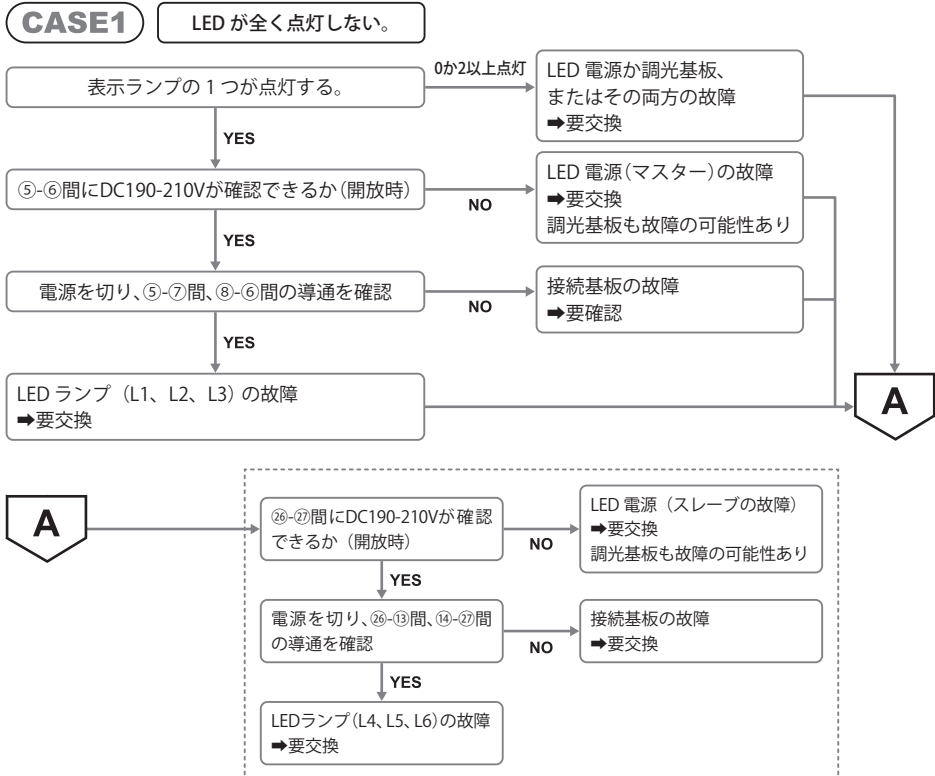 CASE1
LED が全く点灯しない。
表示ランプの 1 つが点灯する。
0か2以上点灯
LED 電源か調光基板、
またはその両方の故障
➡要交換
YES
⑤-⑥間にDC190-210Vが確認できるか（開放時）
NO
LED 電源（マスター）の故障
➡要交換
調光基板も故障の可能性あり
YES
電源を切り、⑤-⑦間、⑧-⑥間の導通を確認
NO
接続基板の故障
➡要確認
YES
LED ランプ（L1、L2、L3）の故障
➡要交換
A
A
㉖-㉗間にDC190-210Vが確認
できるか（開放時）
NO
LED 電源（スレーブの故障）
➡要交換
調光基板も故障の可能性あり
YES
電源を切り、㉖-⑬間、⑭-㉗間
の導通を確認
NO
接続基板の故障
➡要交換
YES
LEDランプ（L4、L5、L6）の故障
➡要交換